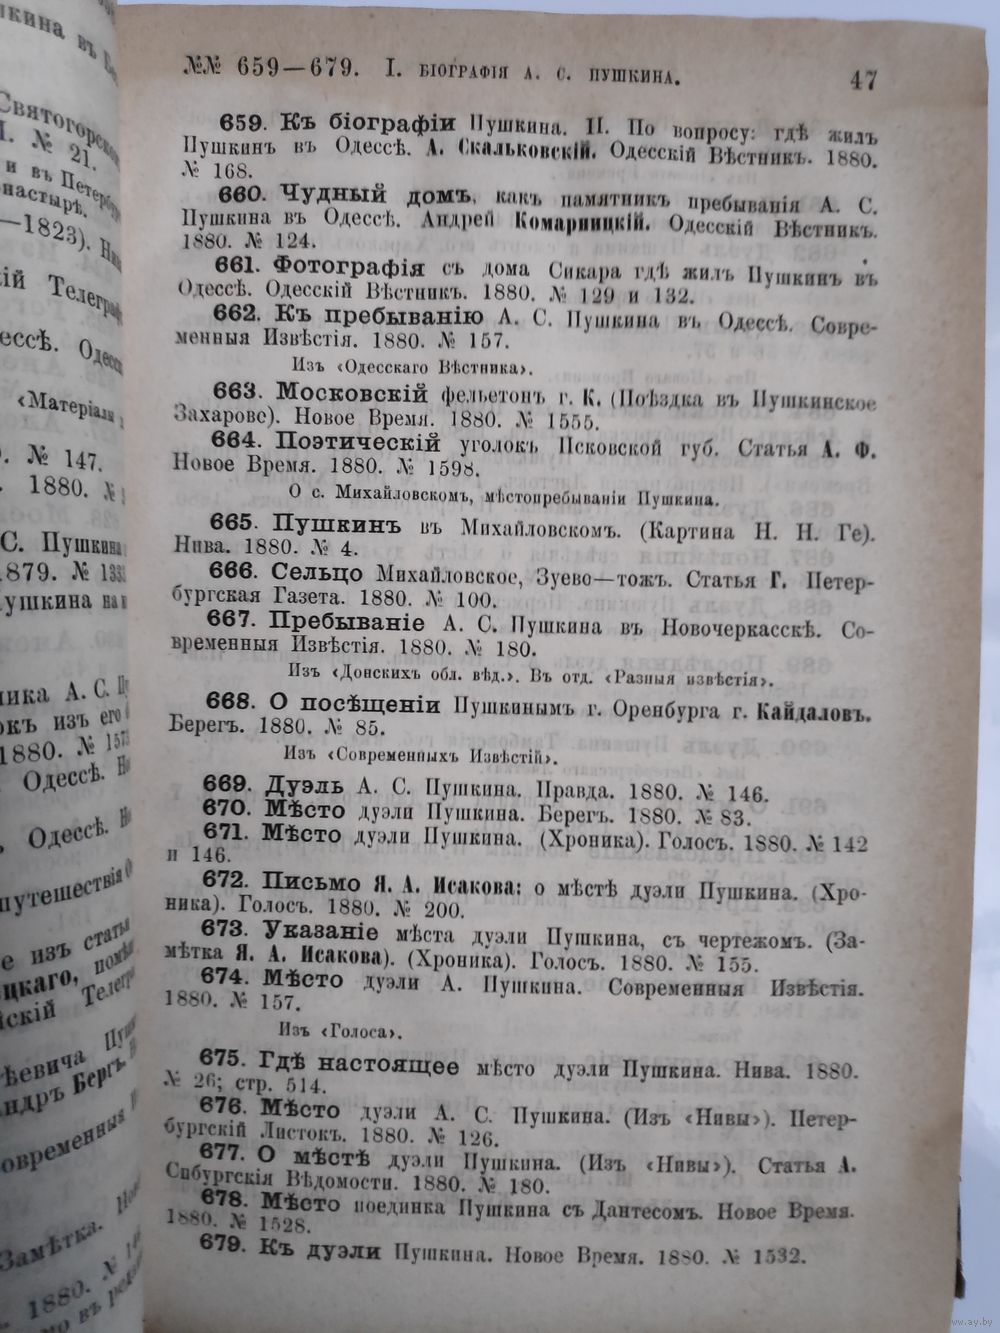 №№ 659—679. I. БІОГРАФІЯ А. С. ПУШКИНА. 47
659. Къ біографіи Пушкина. II. По вопросу: гдѣ жилъ
Пушкинъ въ Одессѣ. А. Скальковскій. Одесскій Вѣстникъ. 1880.
№ 168.
660. Чудный домъ, какъ памятникъ пребыванія А. С.
Пушкина въ Одессѣ. Андрей Комарницкій. Одесскій Вѣстникъ.
1880. № 124.
661. Фотографія съ дома Сикара гдѣ жилъ Пушкинъ въ
Одессѣ. Одесскій Вѣстникъ. 1880. № 129 и 132.
662. Къ пребыванію А. С. Пушкина въ Одессѣ. Совре-
менныя Извѣстія. 1880. № 157.
Изъ «Одесскаго Вѣстника».
663. Московскій фельетонъ г. К. (Поѣздка въ Пушкинское
Захарово). Новое Время. 1880. № 1555.
664. Поэтическій уголокъ Псковской губ. Статья А. Ф.
Новое Время. 1880. № 1598.
О с. Михайловскомъ, мѣстопребываніи Пушкина.
665. Пушкинъ въ Михайловскомъ. (Картина Н. Н. Ге).
Нива. 1880. № 4.
666. Сельцо Михайловское, Зуево—тожъ. Статья Г. Петер-
бургская Газета. 1880. № 100.
667. Пребываніе А. С. Пушкина въ Новочеркасскѣ. Со-
временныя Извѣстія. 1880. № 180.
Изъ «Донскихъ обл. вѣд.». Въ отд. «Разныя извѣстія».
668. О посѣщеніи Пушкинымъ г. Оренбурга г. Кайдаловъ.
Берегъ. 1880. № 85.
Изъ «Современныхъ Извѣстій».
669. Дуэль А. С. Пушкина. Правда. 1880. № 146.
670. Мѣсто дуэли Пушкина. Берегъ. 1880. № 83.
671. Мѣсто дуэли Пушкина. (Хроника). Голосъ. 1880. № 142
и 146.
672. Письмо Я. А. Исакова: о мѣстѣ дуэли Пушкина. (Хро-
ника). Голосъ. 1880. № 200.
673. Указаніе мѣста дуэли Пушкина, съ чертежомъ. (За-
мѣтка Я. А. Исакова). (Хроника). Голосъ. 1880. № 155.
674. Мѣсто дуэли А. Пушкина. Современныя Извѣстія.
1880. № 157.
Изъ «Голоса».
675. Гдѣ настоящее мѣсто дуэли Пушкина. Нива. 1880.
№ 26; стр. 514.
676. Мѣсто дуэли А. С. Пушкина. (Изъ «Нивы»). Петер-
бургскій Листокъ. 1880. № 126.
677. О мѣстѣ дуэли Пушкина. (Изъ «Нивы»). Статья А.
Спбургскія Вѣдомости. 1880. № 180.
678. Мѣсто поединка Пушкина съ Дантесомъ. Новое Время.
1880. № 1528.
679. Къ дуэли Пушкина. Новое Время. 1880. № 1532.